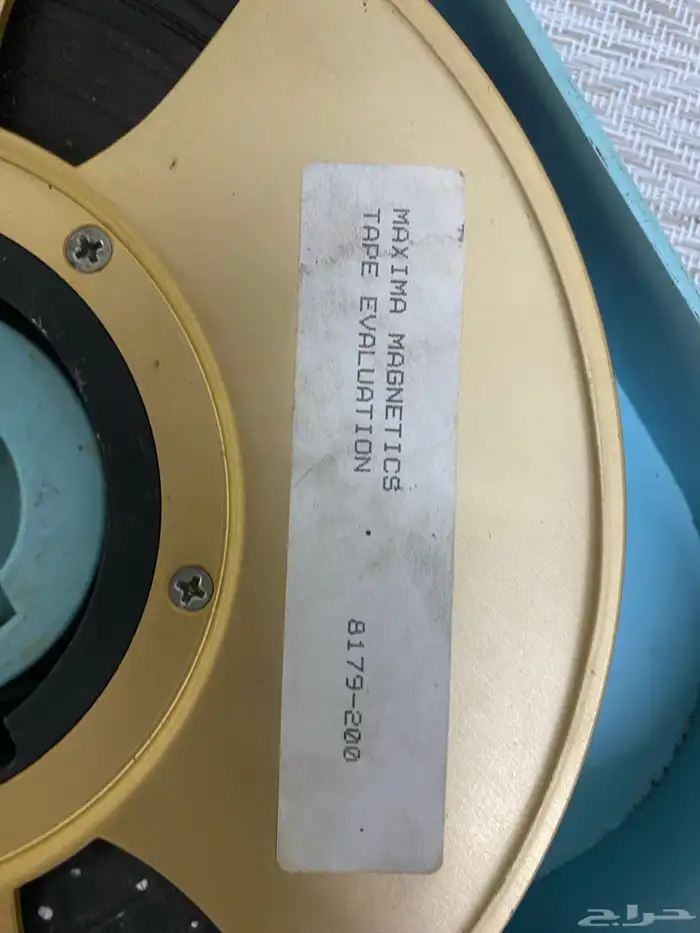 MAXIMA MAGNETICS
TAPE EVALUATION
8179-200
حراج